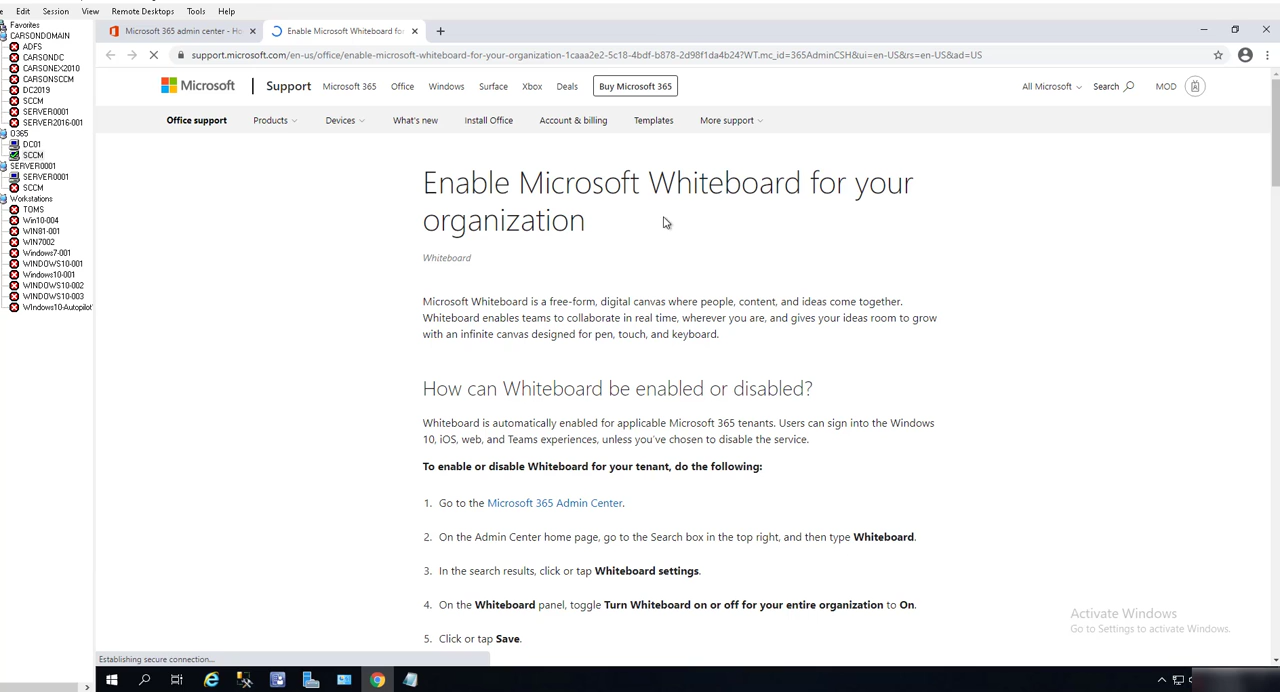 Edit Session View Remote Desktops Tools Help
Favorites
CARSONDOMAIN
ADFS
CARSONDC
CARSONEX2010
CARSONSCCM
DC2019
SCCM
SERVER0001
SERVER2016-001
O365
DC01
SCCM
SERVER0001
SERVER0001
SCCM
Workstations
TOMS
Win10-004
WIN81-001
WIN7002
Windows7-001
WINDOWS10-001
Windows10-001
WINDOWS10-002
WINDOWS10-003
Windows10-Autopilot
Microsoft 365 admin center - Ho
Enable Microsoft Whiteboard fo
support.microsoft.com/en-us/office/enable-microsoft-whiteboard-for-your-organization-1caaa2e2-5c18-4bdf-b878-2d98f1da4b24?WT.mc_id=365AdminCSH&ui=en-US&rs=en-US&ad=US
Microsoft Support Microsoft 365 Office Windows Surface Xbox Deals Buy Microsoft 365 All Microsoft Search MOD
Office support Products Devices What's new Install Office Account & billing Templates More support
Enable Microsoft Whiteboard for your
organization
Whiteboard
Microsoft Whiteboard is a free-form, digital canvas where people, content, and ideas come together.
Whiteboard enables teams to collaborate in real time, wherever you are, and gives your ideas room to grow
with an infinite canvas designed for pen, touch, and keyboard.
How can Whiteboard be enabled or disabled?
Whiteboard is automatically enabled for applicable Microsoft 365 tenants. Users can sign into the Windows
10, iOS, web, and Teams experiences, unless you've chosen to disable the service.
To enable or disable Whiteboard for your tenant, do the following:
1. Go to the Microsoft 365 Admin Center.
2. On the Admin Center home page, go to the Search box in the top right, and then type Whiteboard.
3. In the search results, click or tap Whiteboard settings.
4. On the Whiteboard panel, toggle Turn Whiteboard on or off for your entire organization to On.
5. Click or tap Save.
Activate Windows
Go to Settings to activate Windows.
Establishing secure connection...